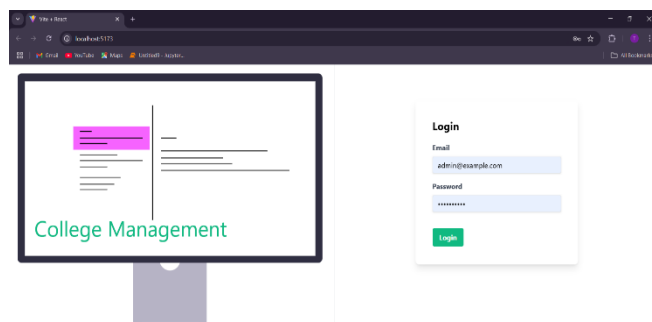 Vite + React
localhost:5173
Gmail
YouTube
Maps
All Bookmarks
College Management
Login
Email
admin@example.com
Password
Login